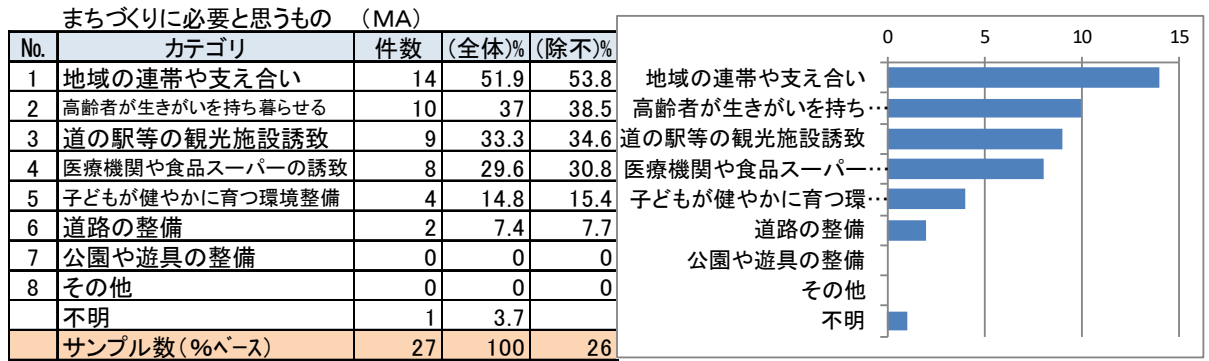 まちづくりに必要と思うもの (MA)
No. カテゴリ 件数 (全体)% (除不)%
1 地域の連帯や支え合い 14 51.9 53.8
2 高齢者が生きがいを持ち暮らせる 10 37 38.5
3 道の駅等の観光施設誘致 9 33.3 34.6
4 医療機関や食品スーパーの誘致 8 29.6 30.8
5 子どもが健やかに育つ環境整備 4 14.8 15.4
6 道路の整備 2 7.4 7.7
7 公園や遊具の整備 0 0 0
8 その他 0 0 0
不明 1 3.7
サンプル数(%ベース) 27 100 26
0 5 10 15
地域の連帯や支え合い
高齢者が生きがいを持ち…
道の駅等の観光施設誘致
医療機関や食品スーパー…
子どもが健やかに育つ環…
道路の整備
公園や遊具の整備
その他
不明